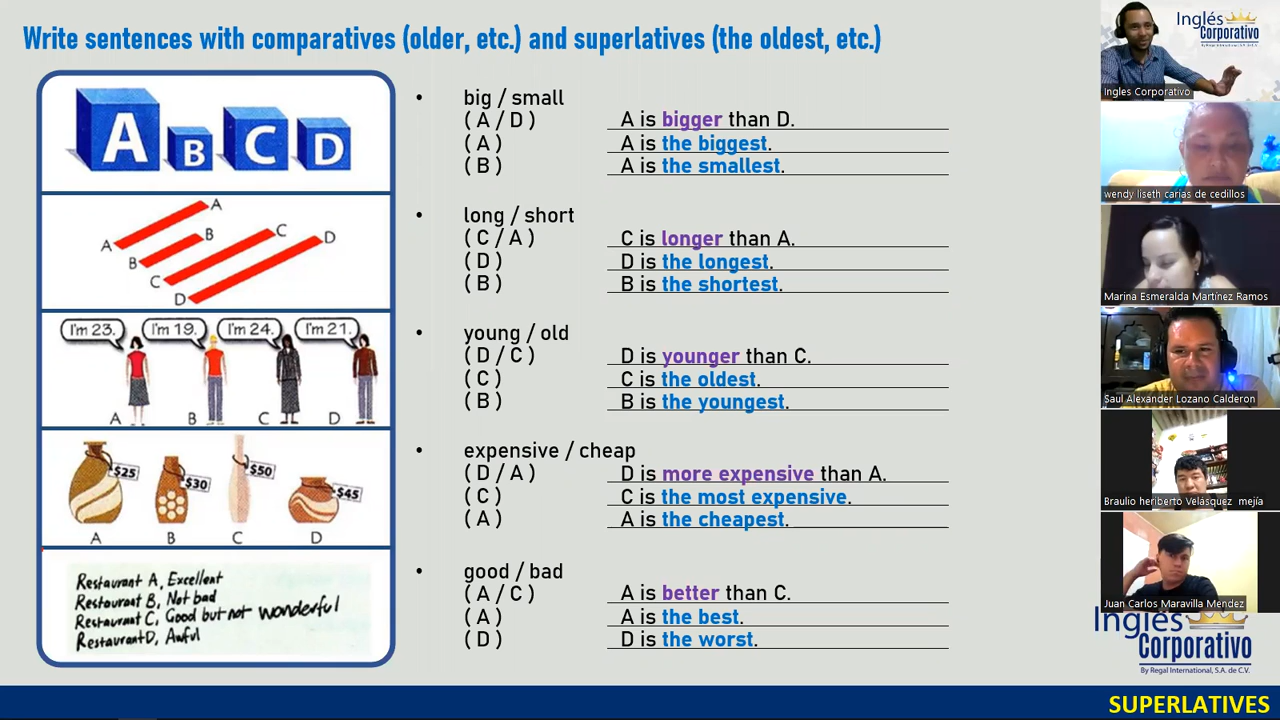 Write sentences with comparatives (older, etc.) and superlatives (the oldest, etc.)
A B C D
A A
B B
C C
D D
I'm 23. I'm 19. I'm 24. I'm 21.
A B C D
$25 $30 $50 $45
A B C D
Restaurant A, Excellent
Restaurant B, Not bad
Restaurant C, Good but not wonderful
Restaurant D, Awful
• big / small
( A / D ) A is bigger than D.
( A ) A is the biggest.
( B ) A is the smallest.
• long / short
( C / A ) C is longer than A.
( D ) D is the longest.
( B ) B is the shortest.
• young / old
( D / C ) D is younger than C.
( C ) C is the oldest.
( B ) B is the youngest.
• expensive / cheap
( D / A ) D is more expensive than A.
( C ) C is the most expensive.
( A ) A is the cheapest.
• good / bad
( A / C ) A is better than C.
( A ) A is the best.
( D ) D is the worst.
Inglés
Corporativo
By Regal International, S.A. de C.V.
Ingles Corporativo
wendy liseth carias de cedillos
Marina Esmeralda Martínez Ramos
Saul Alexander Lozano Calderon
Braulio heriberto Velásquez mejía
Juan Carlos Maravilla Mendez
Inglés
Corporativo
By Regal International, S.A. de C.V.
SUPERLATIVES